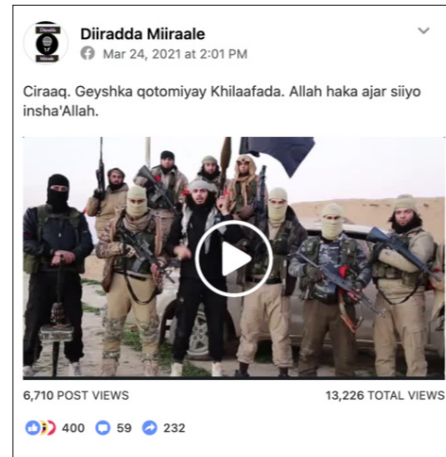 Diiradda Miiraale
Mar 24, 2021 at 2:01 PM
Ciraaq. Geyshka qotomiyay Khilaafada. Allah haka ajar siiyo
insha'Allah.
6,710 POST VIEWS
13,226 TOTAL VIEWS
400
59
232